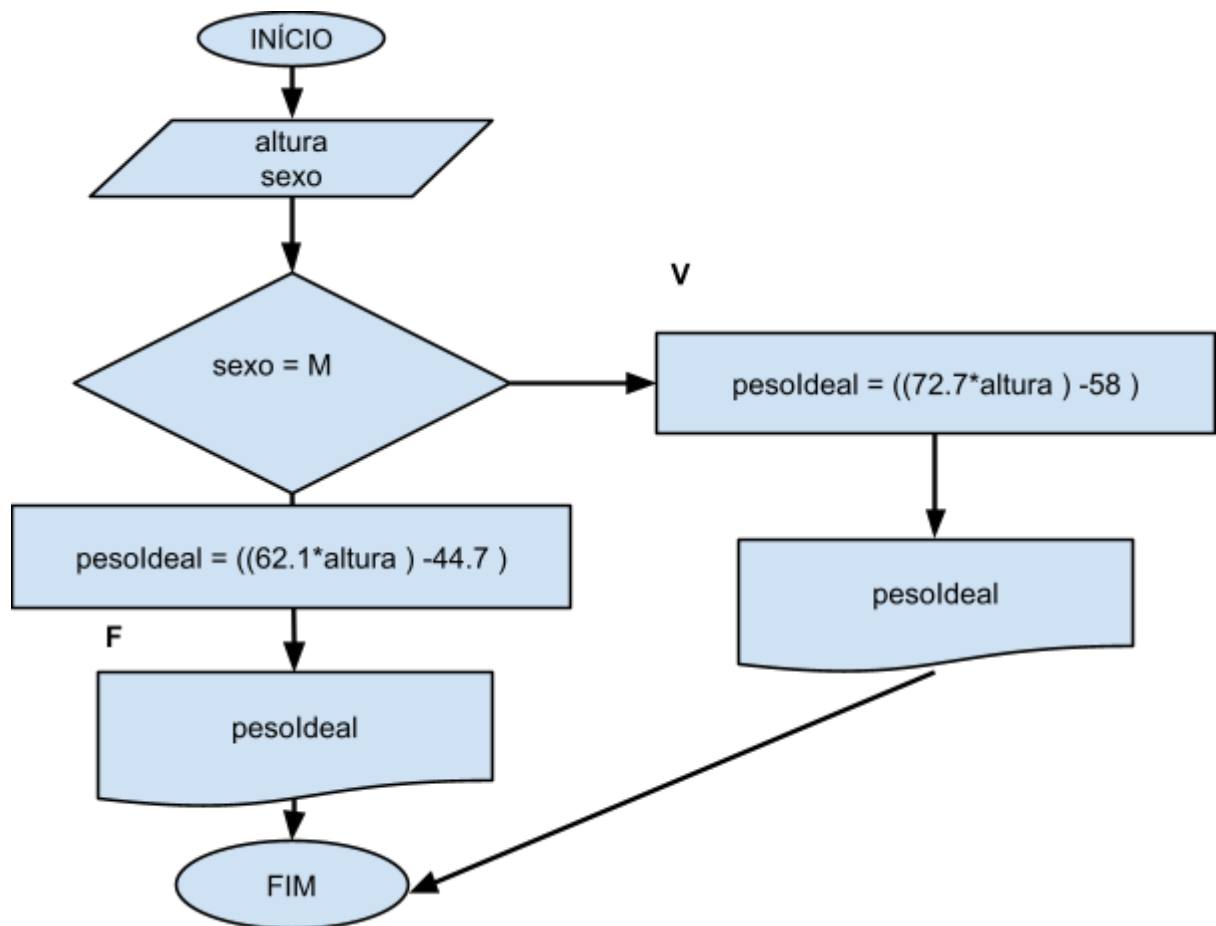 INÍCIO
altura
sexo
sexo = M
V
pesoIdeal = ((72.7*altura ) -58 )
pesoIdeal
pesoIdeal = ((62.1*altura ) -44.7 )
F
pesoIdeal
FIM